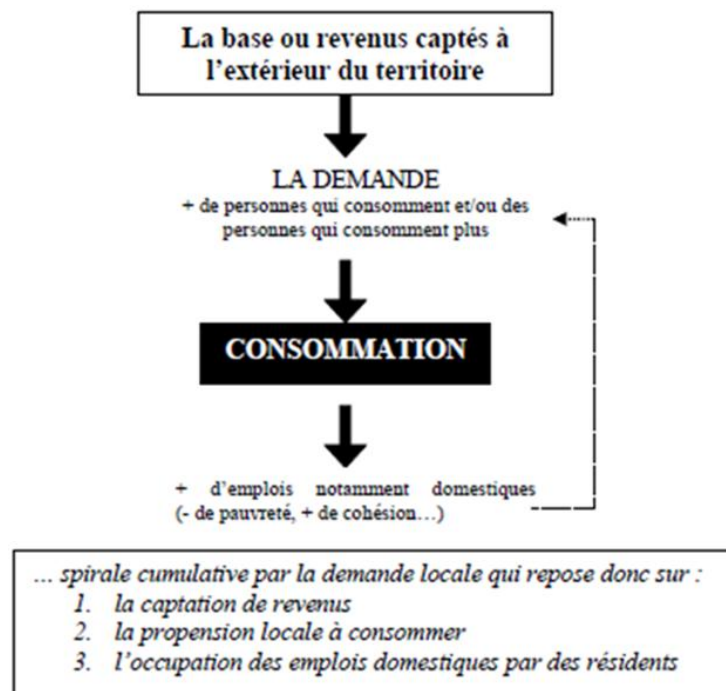 La base ou revenus captés à
l'extérieur du territoire
LA DEMANDE
+ de personnes qui consomment et/ou des
personnes qui consomment plus
CONSOMMATION
+ d'emplois notamment domestiques
(- de pauvreté, + de cohésion…)
... spirale cumulative par la demande locale qui repose donc sur :
1. la captation de revenus
2. la propension locale à consommer
3. l'occupation des emplois domestiques par des résidents